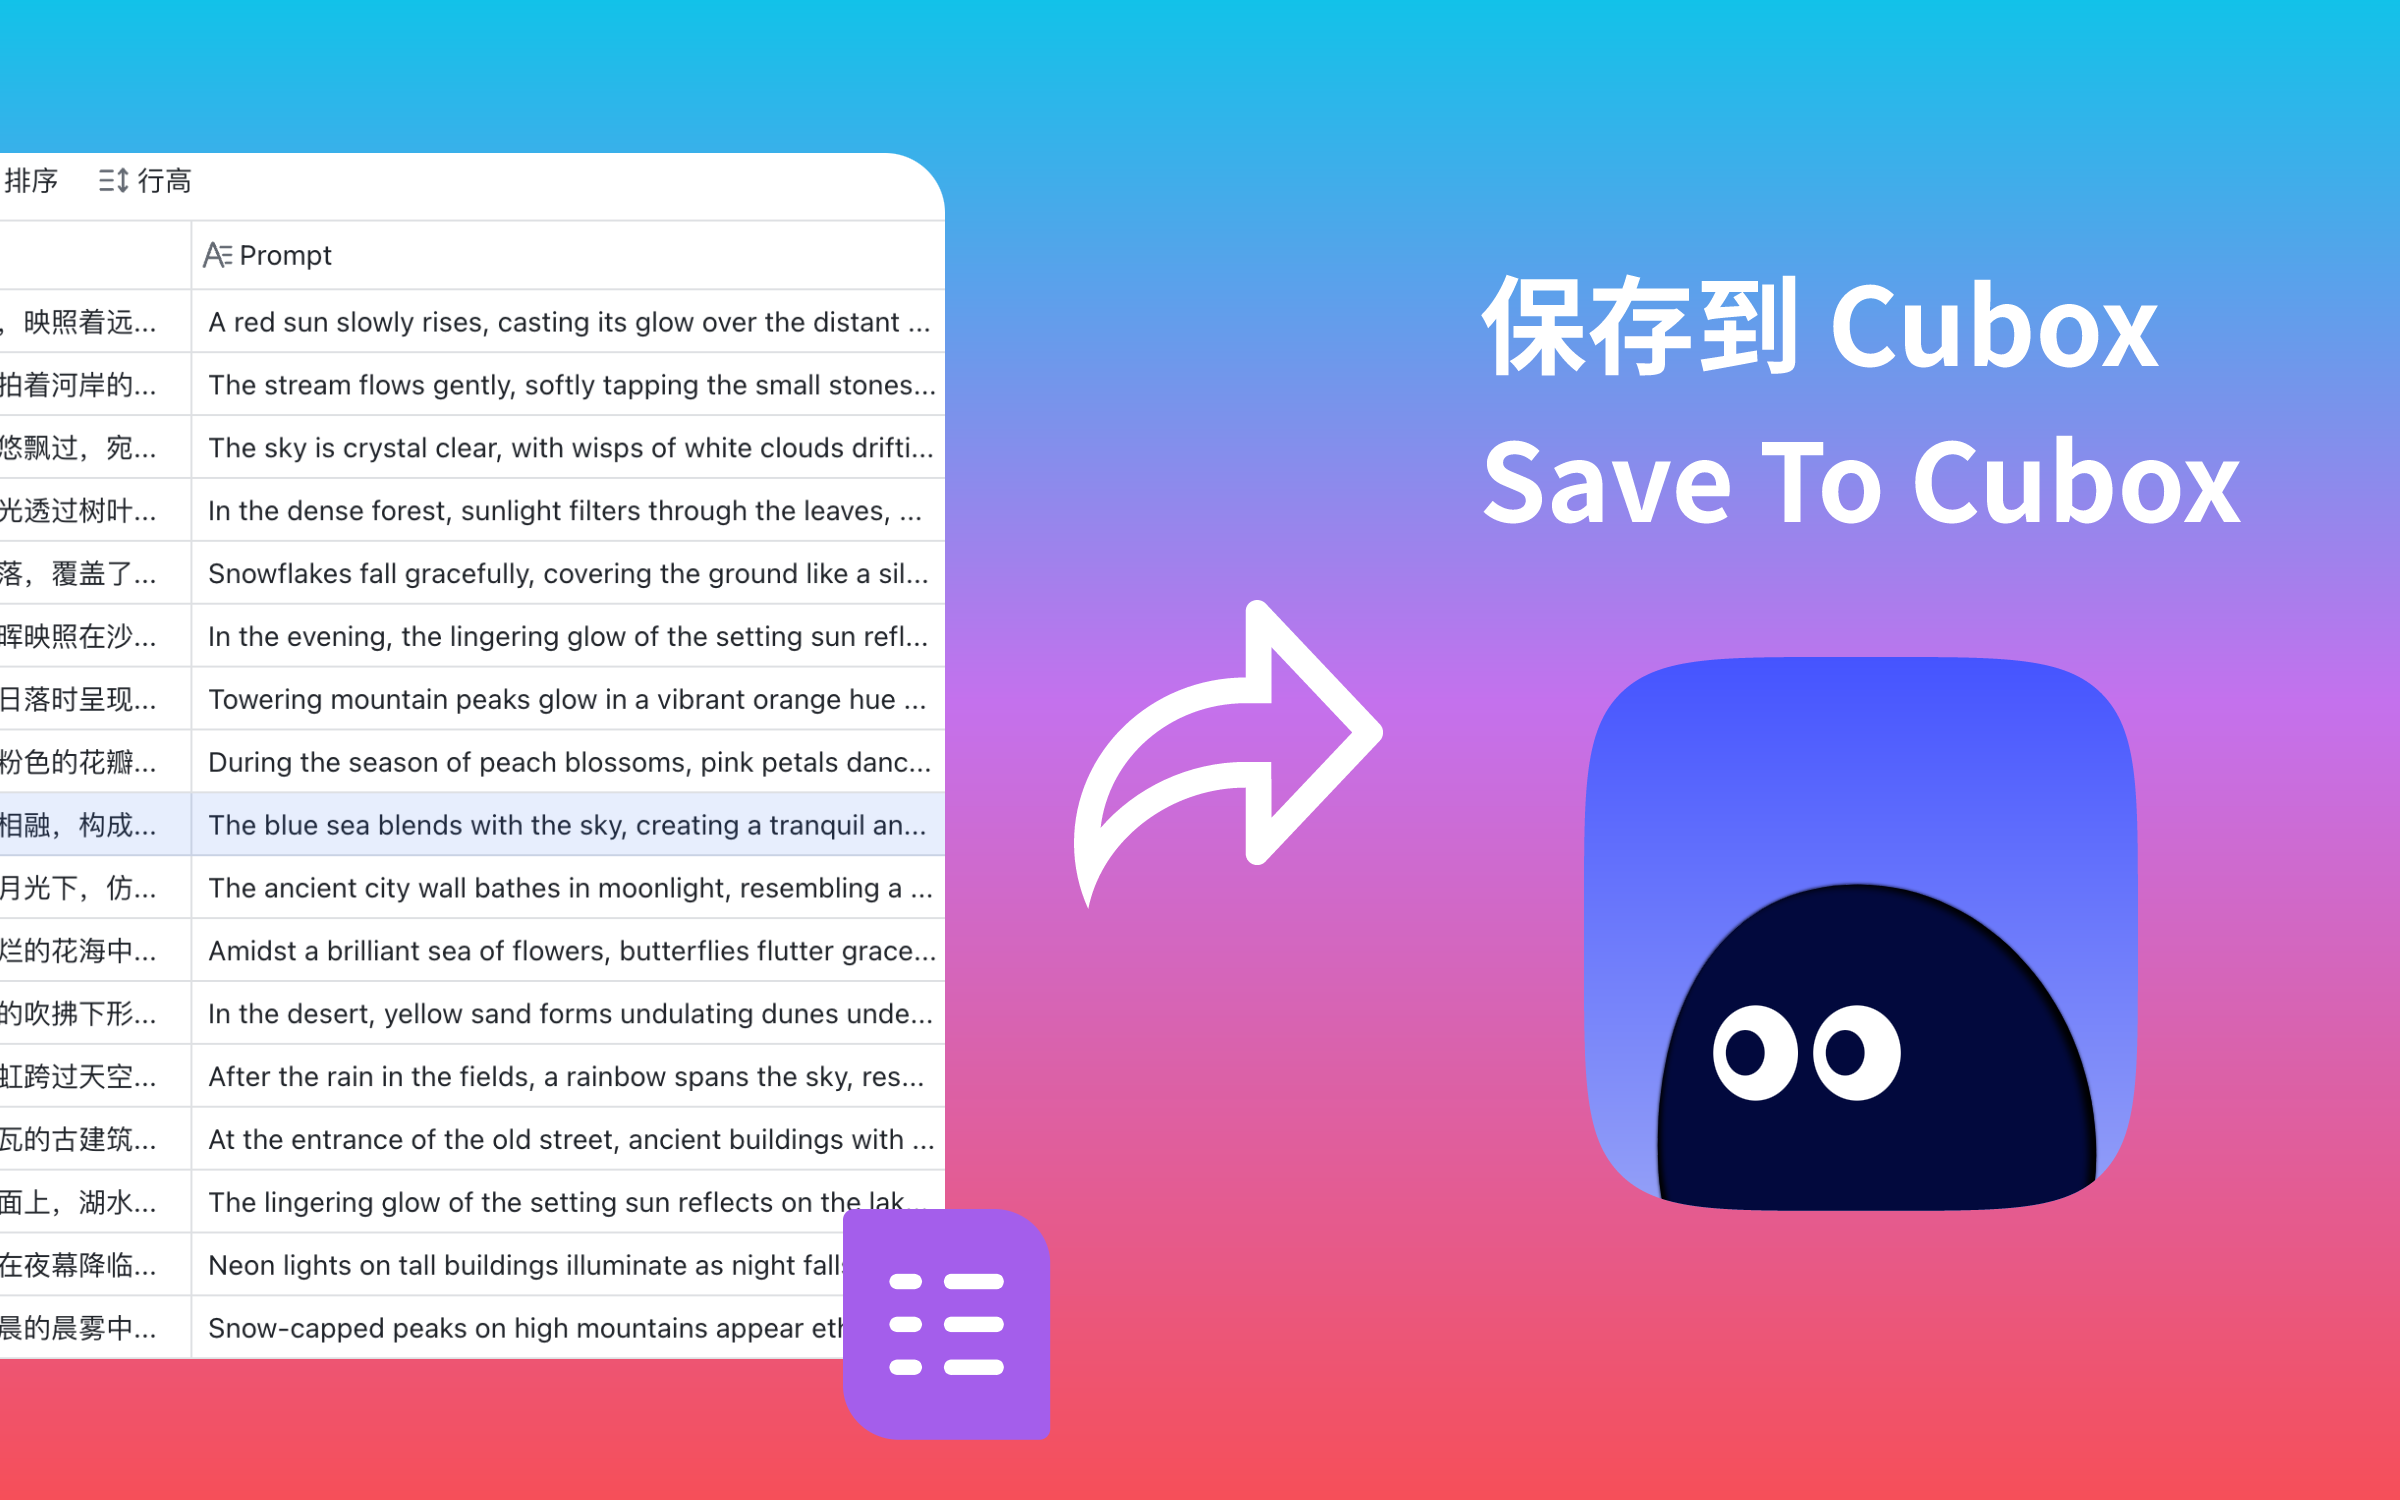 排序 行高
Prompt
，映照着远... A red sun slowly rises, casting its glow over the distant ...
拍着河岸的... The stream flows gently, softly tapping the small stones...
悠飘过，宛... The sky is crystal clear, with wisps of white clouds drifti...
光透过树叶... In the dense forest, sunlight filters through the leaves, ...
落，覆盖了... Snowflakes fall gracefully, covering the ground like a sil...
晖映照在沙... In the evening, the lingering glow of the setting sun refl...
日落时呈现... Towering mountain peaks glow in a vibrant orange hue ...
粉色的花瓣... During the season of peach blossoms, pink petals danc...
相融，构成... The blue sea blends with the sky, creating a tranquil an...
月光下，仿... The ancient city wall bathes in moonlight, resembling a ...
烂的花海中... Amidst a brilliant sea of flowers, butterflies flutter grace...
的吹拂下形... In the desert, yellow sand forms undulating dunes unde...
虹跨过天空... After the rain in the fields, a rainbow spans the sky, res...
瓦的古建筑... At the entrance of the old street, ancient buildings with ...
面上，湖水... The lingering glow of the setting sun reflects on the lak...
在夜幕降临... Neon lights on tall buildings illuminate as night falls
晨的晨雾中... Snow-capped peaks on high mountains appear eth
保存到 Cubox
Save To Cubox